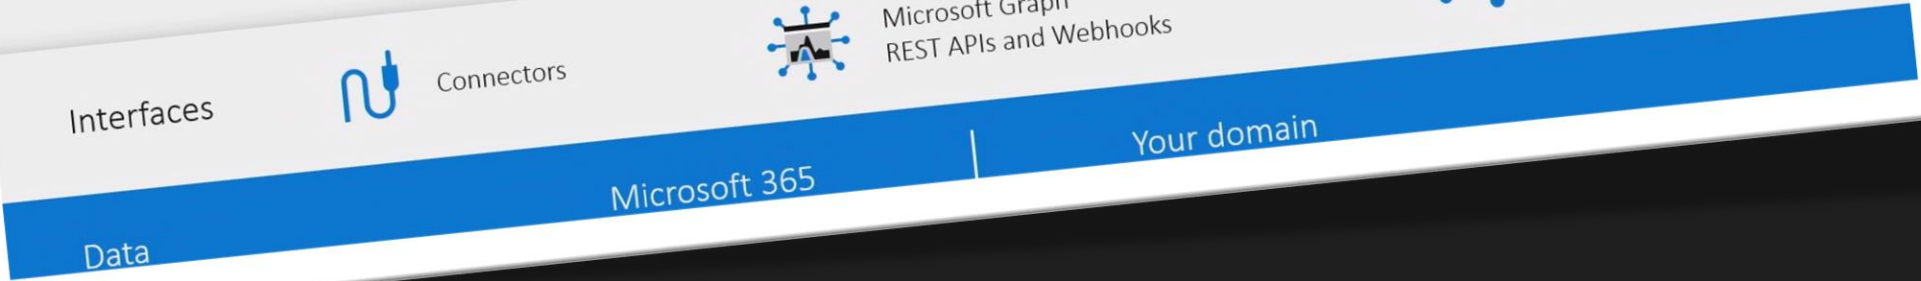 Microsoft Graph
REST APIs and Webhooks
Connectors
Interfaces
Your domain
Microsoft 365
Data